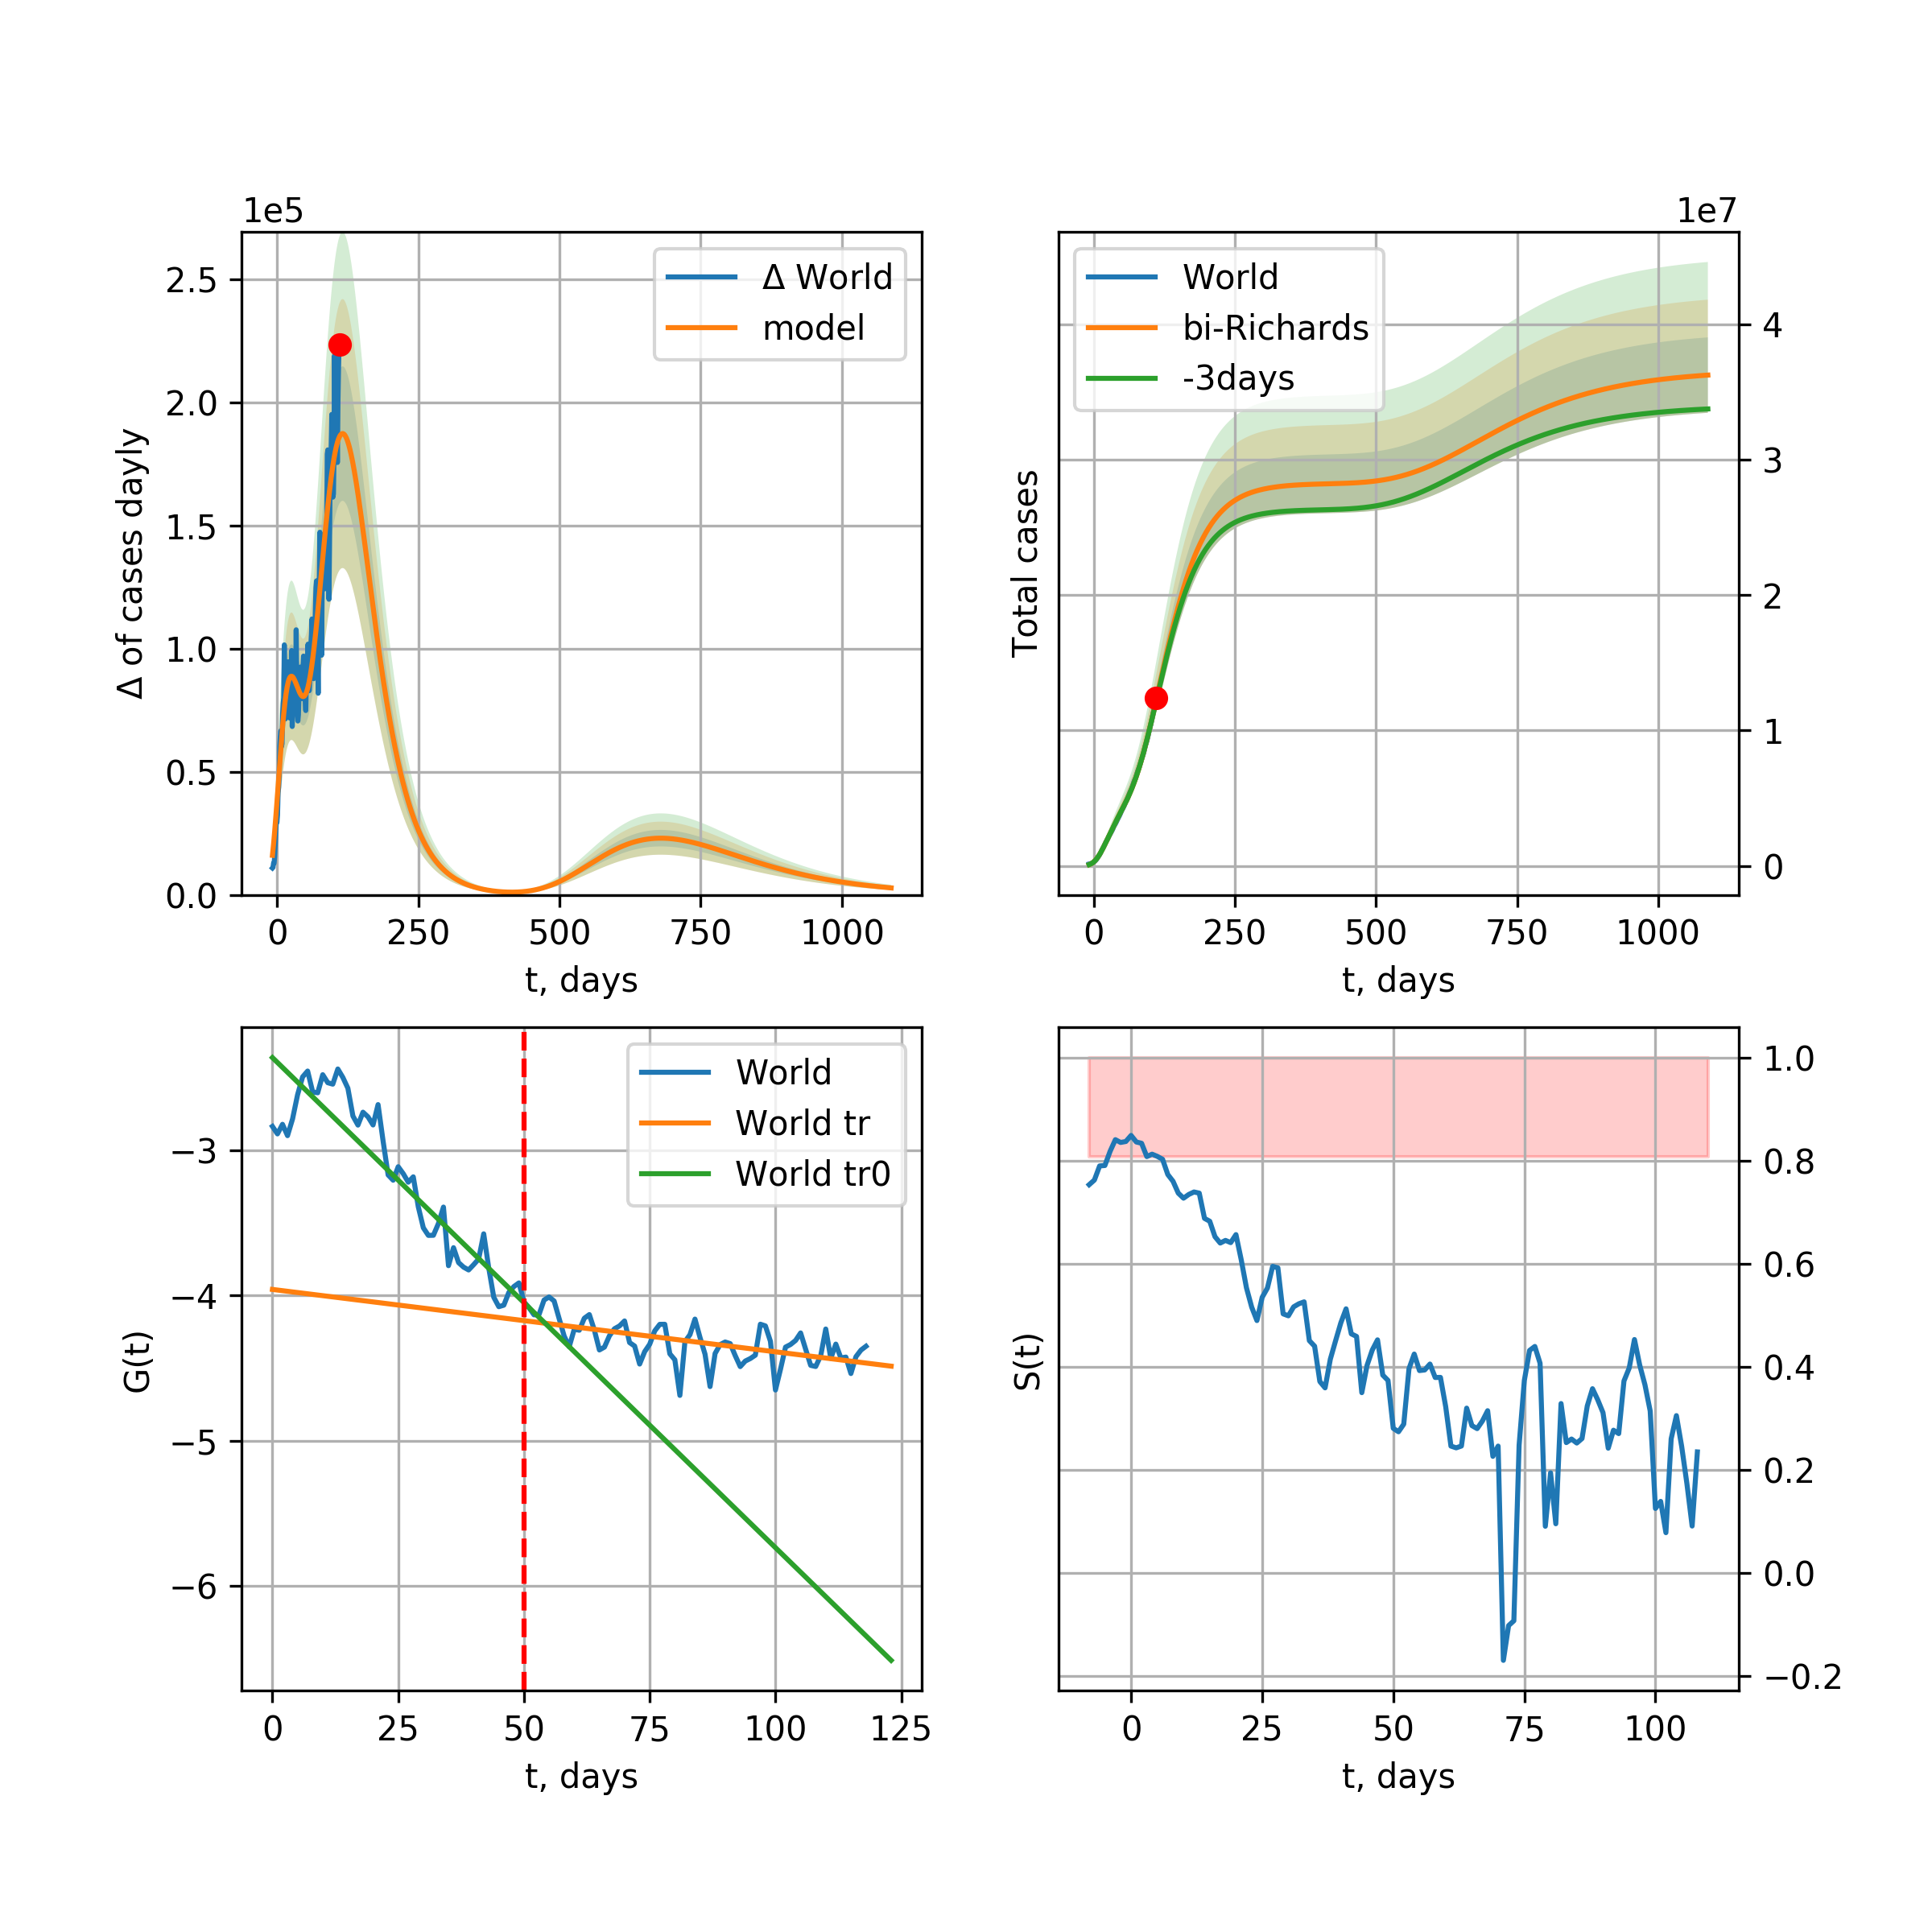 1e5
Δ of cases dayly
2.5
2.0
1.5
1.0
0.5
0.0
Δ World
model
0 250 500 750 1000
t, days
1e7
Total cases
World
bi-Richards
-3days
4
3
2
1
0
0 250 500 750 1000
t, days
G(t)
−3
−4
−5
−6
World
World tr
World tr0
0 25 50 75 100 125
t, days
S(t)
1.0
0.8
0.6
0.4
0.2
0.0
−0.2
0 25 50 75 100
t, days